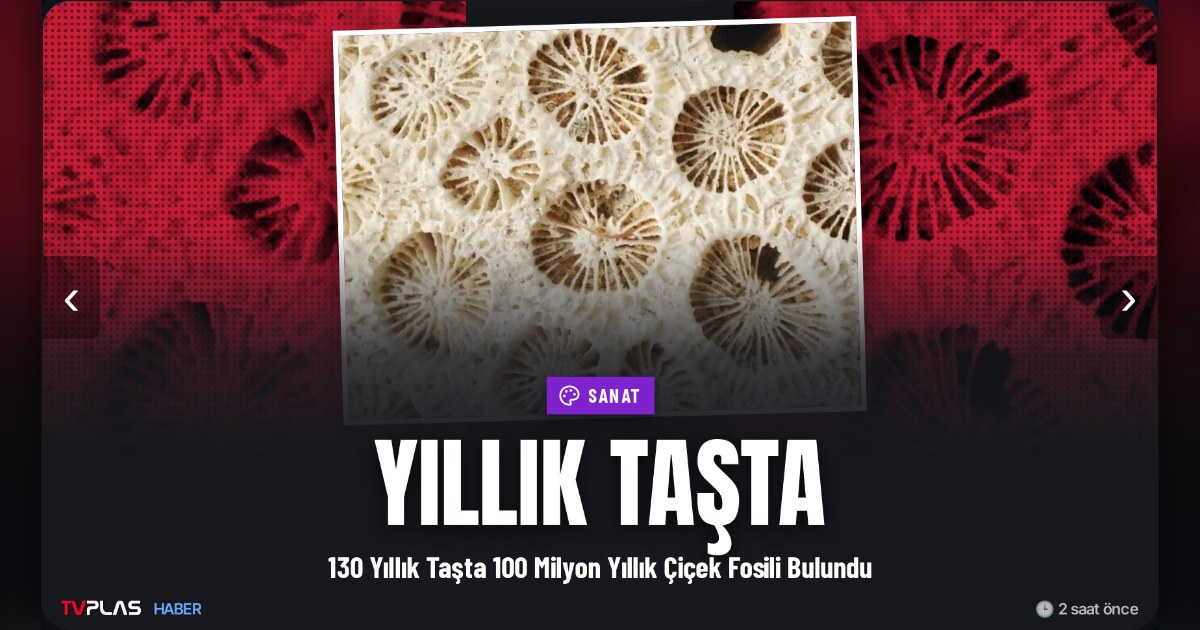 SANAT
YILLIK TAŞTA
130 Yıllık Taşta 100 Milyon Yıllık Çiçek Fosili Bulundu
TVPLAS HABER
2 saat önce